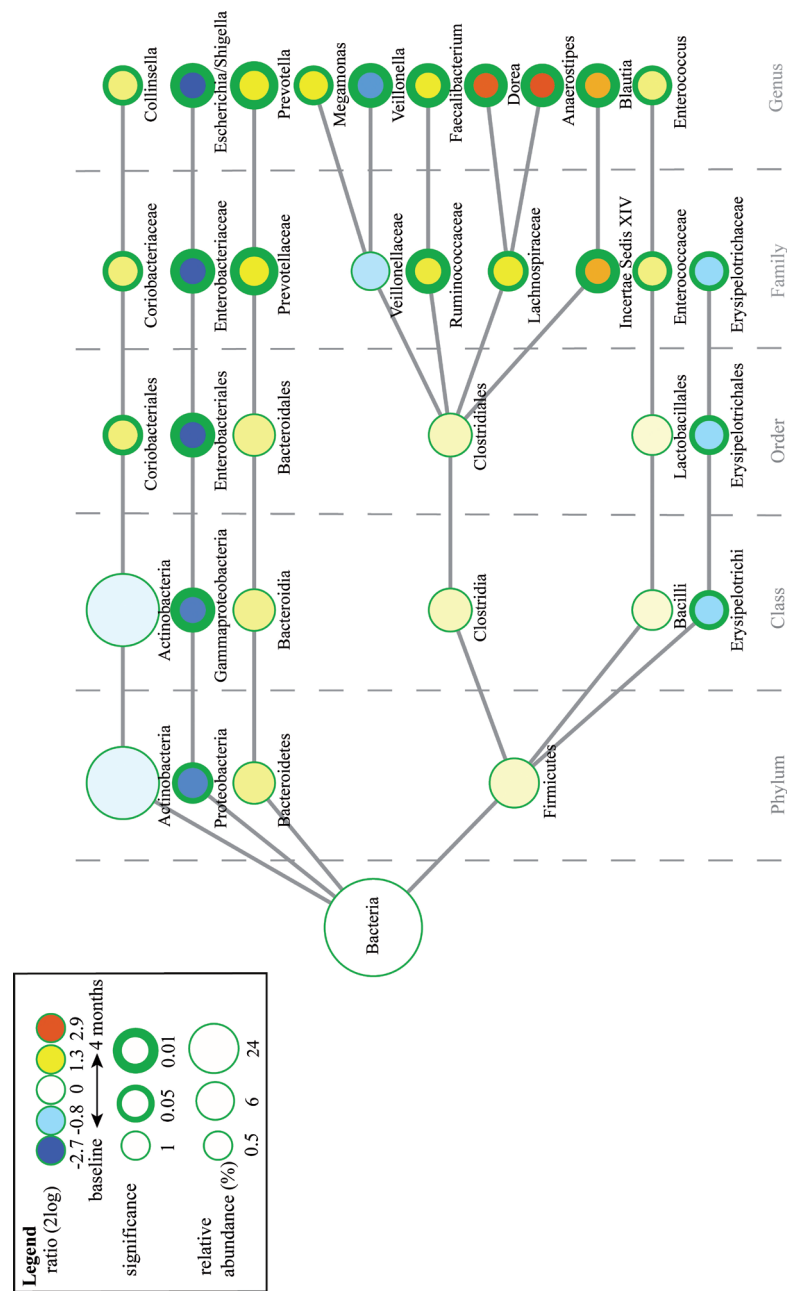 Legend
ratio (2log)
-2.7 -0.8 0 1.3 2.9
baseline 4 months
significance
1 0.05 0.01
relative
abundance (%)
0.5 6 24
Bacteria
Actinobacteria
Proteobacteria
Bacteroidetes
Firmicutes
Phylum
Actinobacteria
Gammaproteobacteria
Bacteroidia
Clostridia
Bacilli
Erysipelotrichi
Class
Coriobacteriales
Enterobacteriales
Bacteroidales
Clostridiales
Lactobacillales
Erysipelotrichales
Order
Coriobacteriaceae
Enterobacteriaceae
Prevotellaceae
Veillonellaceae
Ruminococcaceae
Lachnospiraceae
Incertae Sedis XIV
Enterococcaceae
Erysipelotrichaceae
Family
Collinsella
Escherichia/Shigella
Prevotella
Megamonas
Veillonella
Faecalibacterium
Dorea
Anaerostipes
Blautia
Enterococcus
Genus